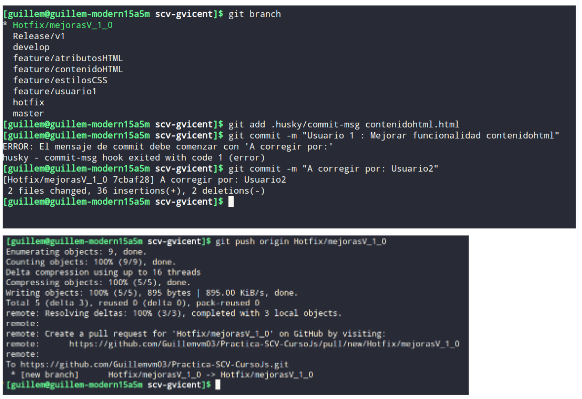 [guillem@guillem-modern15a5m scv-gvicent]$ git branch
* Hotfix/mejorasV_1_0
Release/v1
develop
feature/atributosHTML
feature/contenidoHTML
feature/estilosCSS
feature/usuario1
hotfix
master
[guillem@guillem-modern15a5m scv-gvicent]$ git add .husky/commit-msg contenidohtml.html
[guillem@guillem-modern15a5m scv-gvicent]$ git commit -m "Usuario 1 : Mejorar funcionalidad contenidohtml"
ERROR: El mensaje de commit debe comenzar con 'A corregir por:'
husky - commit-msg hook exited with code 1 (error)
[guillem@guillem-modern15a5m scv-gvicent]$ git commit -m "A corregir por: Usuario2"
[Hotfix/mejorasV_1_0 7cbaf28] A corregir por: Usuario2
2 files changed, 36 insertions(+), 2 deletions(-)
[guillem@guillem-modern15a5m scv-gvicent]$
[guillem@guillem-modern15a5m scv-gvicent]$ git push origin Hotfix/mejorasV_1_0
Enumerating objects: 9, done.
Counting objects: 100% (9/9), done.
Delta compression using up to 16 threads
Compressing objects: 100% (5/5), done.
Writing objects: 100% (5/5), 895 bytes | 895.00 KiB/s, done.
Total 5 (delta 3), reused 0 (delta 0), pack-reused 0
remote: Resolving deltas: 100% (3/3), completed with 3 local objects.
remote:
remote: Create a pull request for 'Hotfix/mejorasV_1_0' on GitHub by visiting:
remote: https://github.com/Guillemvm03/Practica-SCV-CursoJs/pull/new/Hotfix/mejorasV_1_0
remote:
To https://github.com/Guillemvm03/Practica-SCV-CursoJs.git
* [new branch] Hotfix/mejorasV_1_0 -> Hotfix/mejorasV_1_0
[guillem@guillem-modern15a5m scv-gvicent]$